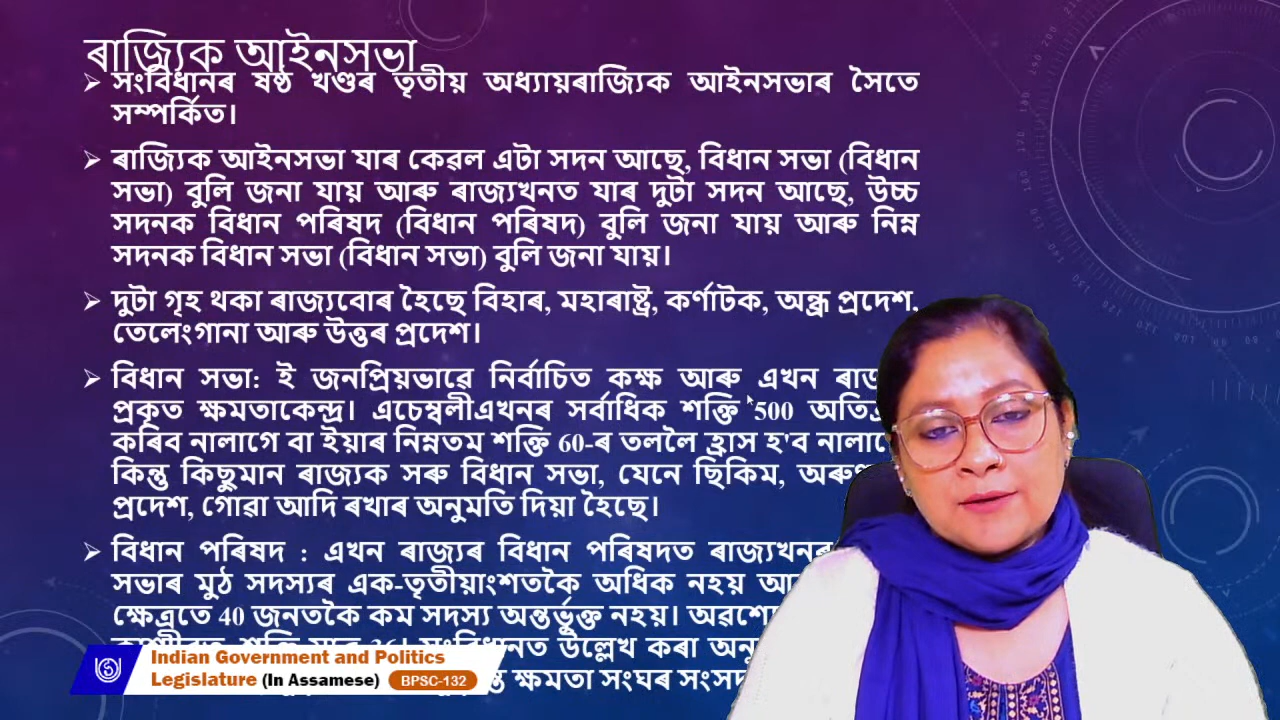 ৰাজ্যিক আইনসভা
➢ সংবিধানৰ ষষ্ঠ খণ্ডৰ তৃতীয় অধ্যায়ৰাজ্যিক আইনসভাৰ সৈতে
সম্পৰ্কিত।
➢ ৰাজ্যিক আইনসভা যাৰ কেৱল এটা সদন আছে, বিধান সভা (বিধান
সভা) বুলি জনা যায় আৰু ৰাজ্যখনত যাৰ দুটা সদন আছে, উচ্চ
সদনক বিধান পৰিষদ (বিধান পৰিষদ) বুলি জনা যায় আৰু নিম্ন
সদনক বিধান সভা (বিধান সভা) বুলি জনা যায়।
➢ দুটা গৃহ থকা ৰাজ্যবোৰ হৈছে বিহাৰ, মহাৰাষ্ট্ৰ, কৰ্ণাটক, অন্ধ্ৰ প্ৰদেশ,
তেলেংগানা আৰু উত্তৰ প্ৰদেশ।
➢ বিধান সভা: ই জনপ্ৰিয়ভাৱে নিৰ্বাচিত কক্ষ আৰু এখন
প্ৰকৃত ক্ষমতাকেন্দ্ৰ। এচেম্বলীএখনৰ সৰ্বাধিক শক্তি 500
কৰিব নালাগে বা ইয়াৰ নিম্নতম শক্তি 60-ৰ তললৈ হ্ৰাস হ'ব
কিন্তু কিছুমান ৰাজ্যক সৰু বিধান সভা, যেনে ছিকিম,
প্ৰদেশ, গোৱা আদি ৰখাৰ অনুমতি দিয়া হৈছে।
➢ বিধান পৰিষদ : এখন ৰাজ্যৰ বিধান পৰিষদত
সভাৰ মুঠ সদস্যৰ এক-তৃতীয়াংশতকৈ অধিক নহয়
ক্ষেত্ৰতে 40 জনতকৈ কম সদস্য অন্তৰ্ভুক্ত নহয়।
উল্লেখ কৰা
ক্ষমতা সংঘৰ
Indian Government and Politics
Legislature (In Assamese) BPSC-132